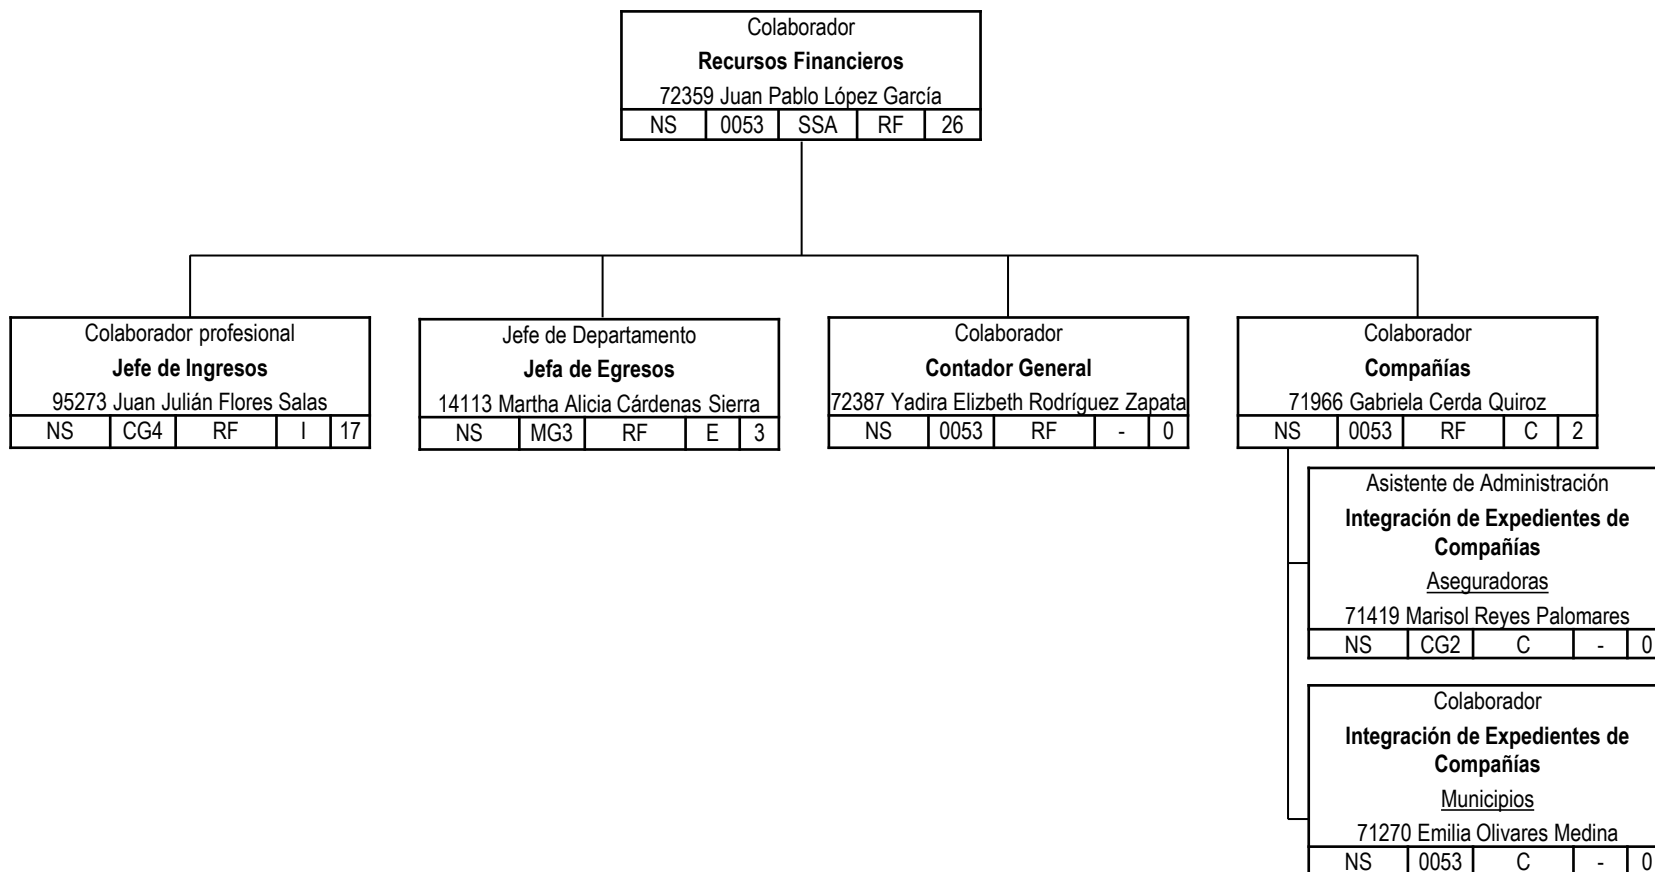 Colaborador
Recursos Financieros
72359 Juan Pablo López García
NS 0053 SSA RF 26
Colaborador profesional
Jefe de Ingresos
95273 Juan Julián Flores Salas
NS CG4 RF I 17
Jefe de Departamento
Jefa de Egresos
14113 Martha Alicia Cárdenas Sierra
NS MG3 RF E 3
Colaborador
Contador General
72387 Yadira Elizbeth Rodríguez Zapata
NS 0053 RF - 0
Colaborador
Compañías
71966 Gabriela Cerda Quiroz
NS 0053 RF C 2
Asistente de Administración
Integración de Expedientes de
Compañías
Aseguradoras
71419 Marisol Reyes Palomares
NS CG2 C - 0
Colaborador
Integración de Expedientes de
Compañías
Municipios
71270 Emilia Olivares Medina
NS 0053 C - 0